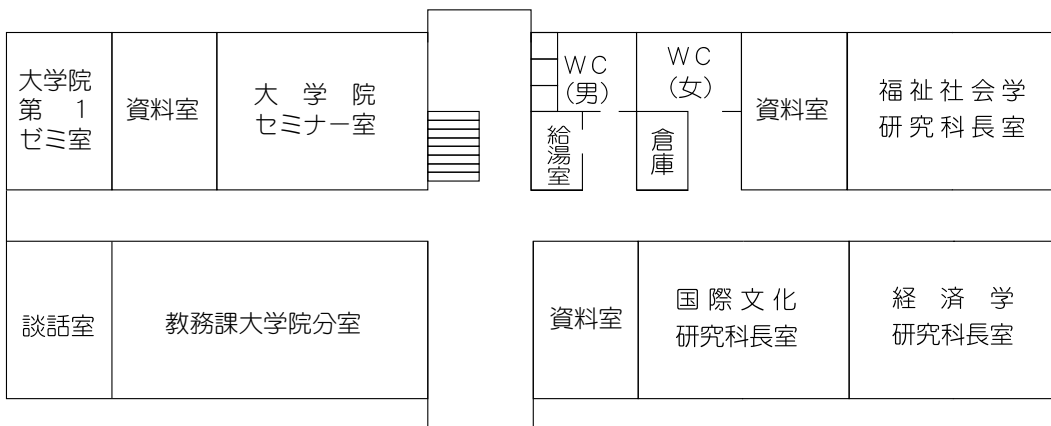 大学院
第　1
ゼミ室
資料室
大　学　院
セミナー室
WC
(男)
WC
(女)
給湯室
倉庫
資料室
福祉社会学
研究科長室
談話室
教務課大学院分室
資料室
国際文化
研究科長室
経　済　学
研究科長室